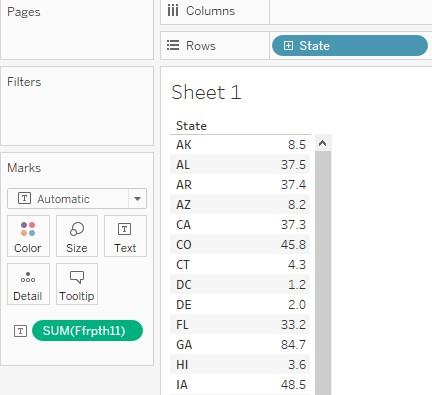 Pages
Columns
Rows
State
Filters
Sheet 1
State
AK 8.5
AL 37.5
AR 37.4
AZ 8.2
CA 37.3
CO 45.8
CT 4.3
DC 1.2
DE 2.0
FL 33.2
GA 84.7
HI 3.6
IA 48.5
Marks
T Automatic
Color Size T Text
Detail Tooltip
T SUM(Ffrpth11)